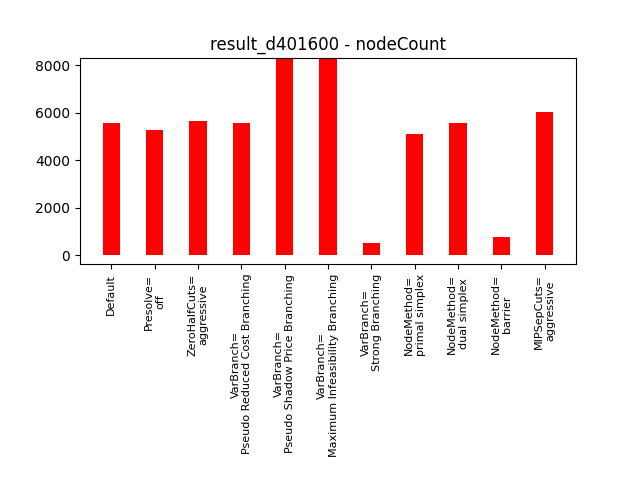 result_d401600 - nodeCount
8000
6000
4000
2000
0
Default
Presolve=
off
ZeroHalfCuts=
aggressive
VarBranch=
Pseudo Reduced Cost Branching
VarBranch=
Pseudo Shadow Price Branching
VarBranch=
Maximum Infeasibility Branching
VarBranch=
Strong Branching
NodeMethod=
primal simplex
NodeMethod=
dual simplex
NodeMethod=
barrier
MIPSepCuts=
aggressive